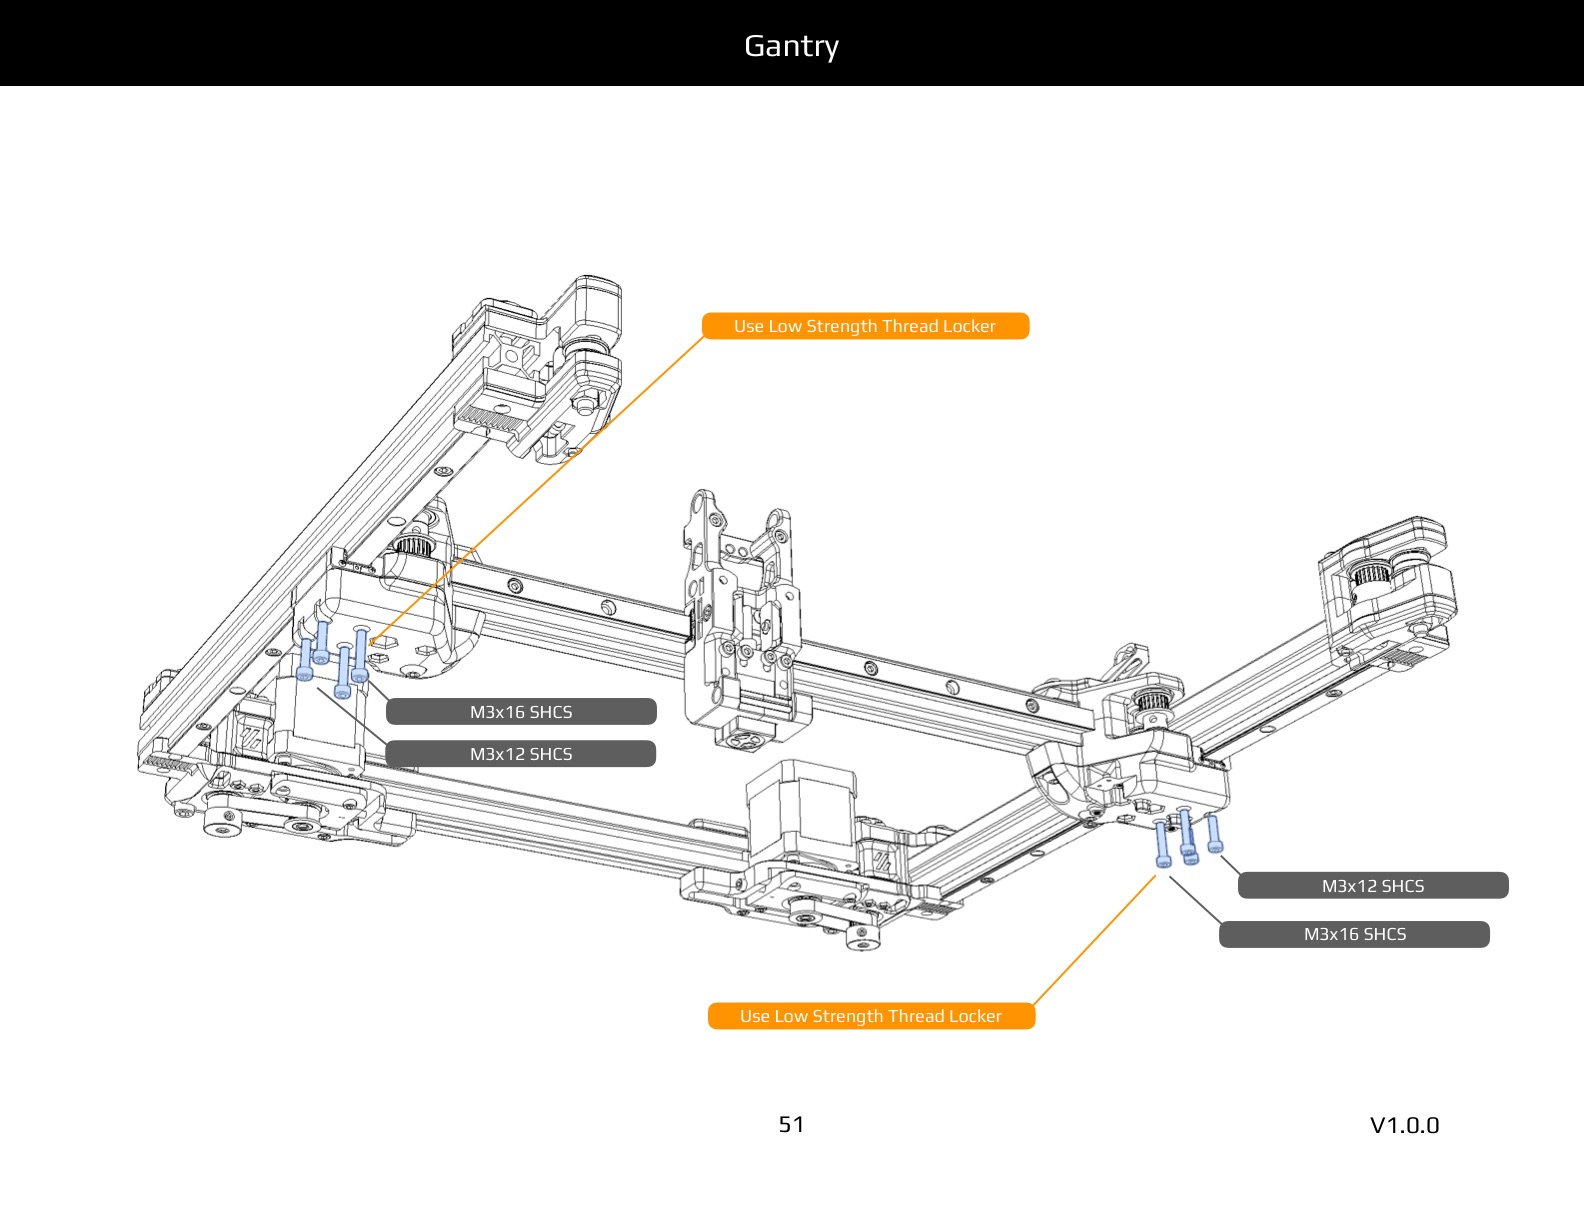 Gantry
Use Low Strength Thread Locker
M3x16 SHCS
M3x12 SHCS
M3x12 SHCS
M3x16 SHCS
Use Low Strength Thread Locker
51
V1.0.0